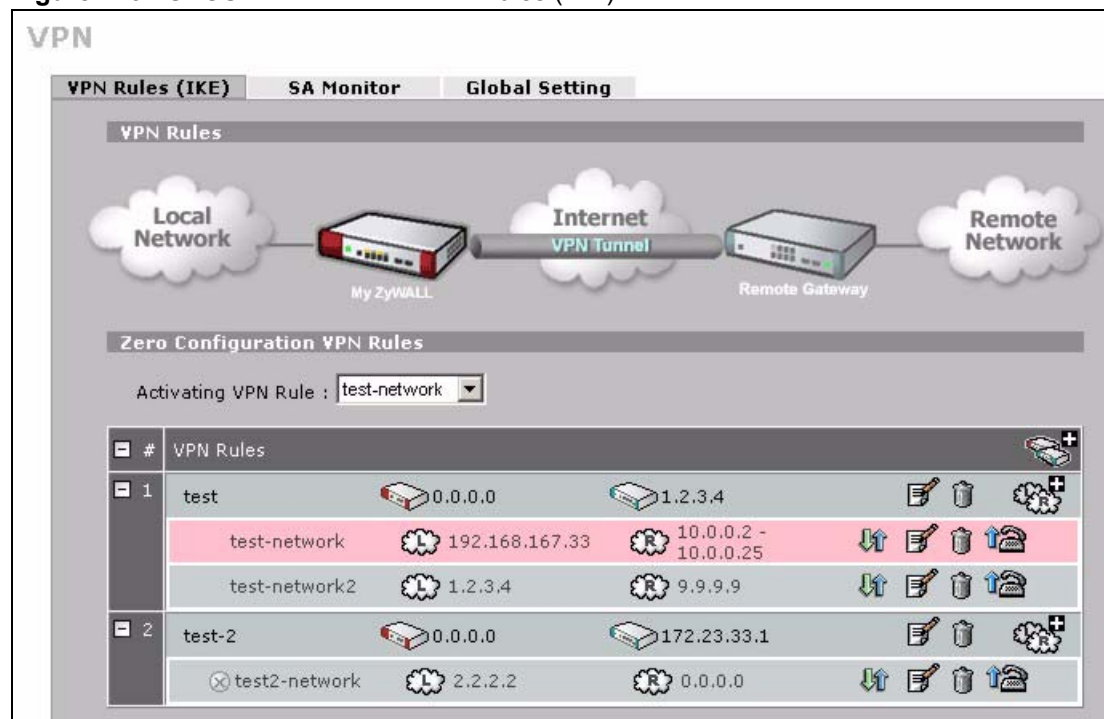 VPN
VPN Rules (IKE) SA Monitor Global Setting
VPN Rules
Local Network
Internet
VPN Tunnel
Remote Network
My ZyWALL
Remote Gateway
Zero Configuration VPN Rules
Activating VPN Rule : test-network
# VPN Rules
1 test 0.0.0.0 1.2.3.4
test-network L 192.168.167.33 R 10.0.0.2 - 10.0.0.25
test-network2 L 1.2.3.4 R 9.9.9.9
2 test-2 0.0.0.0 172.23.33.1
test2-network L 2.2.2.2 R 0.0.0.0